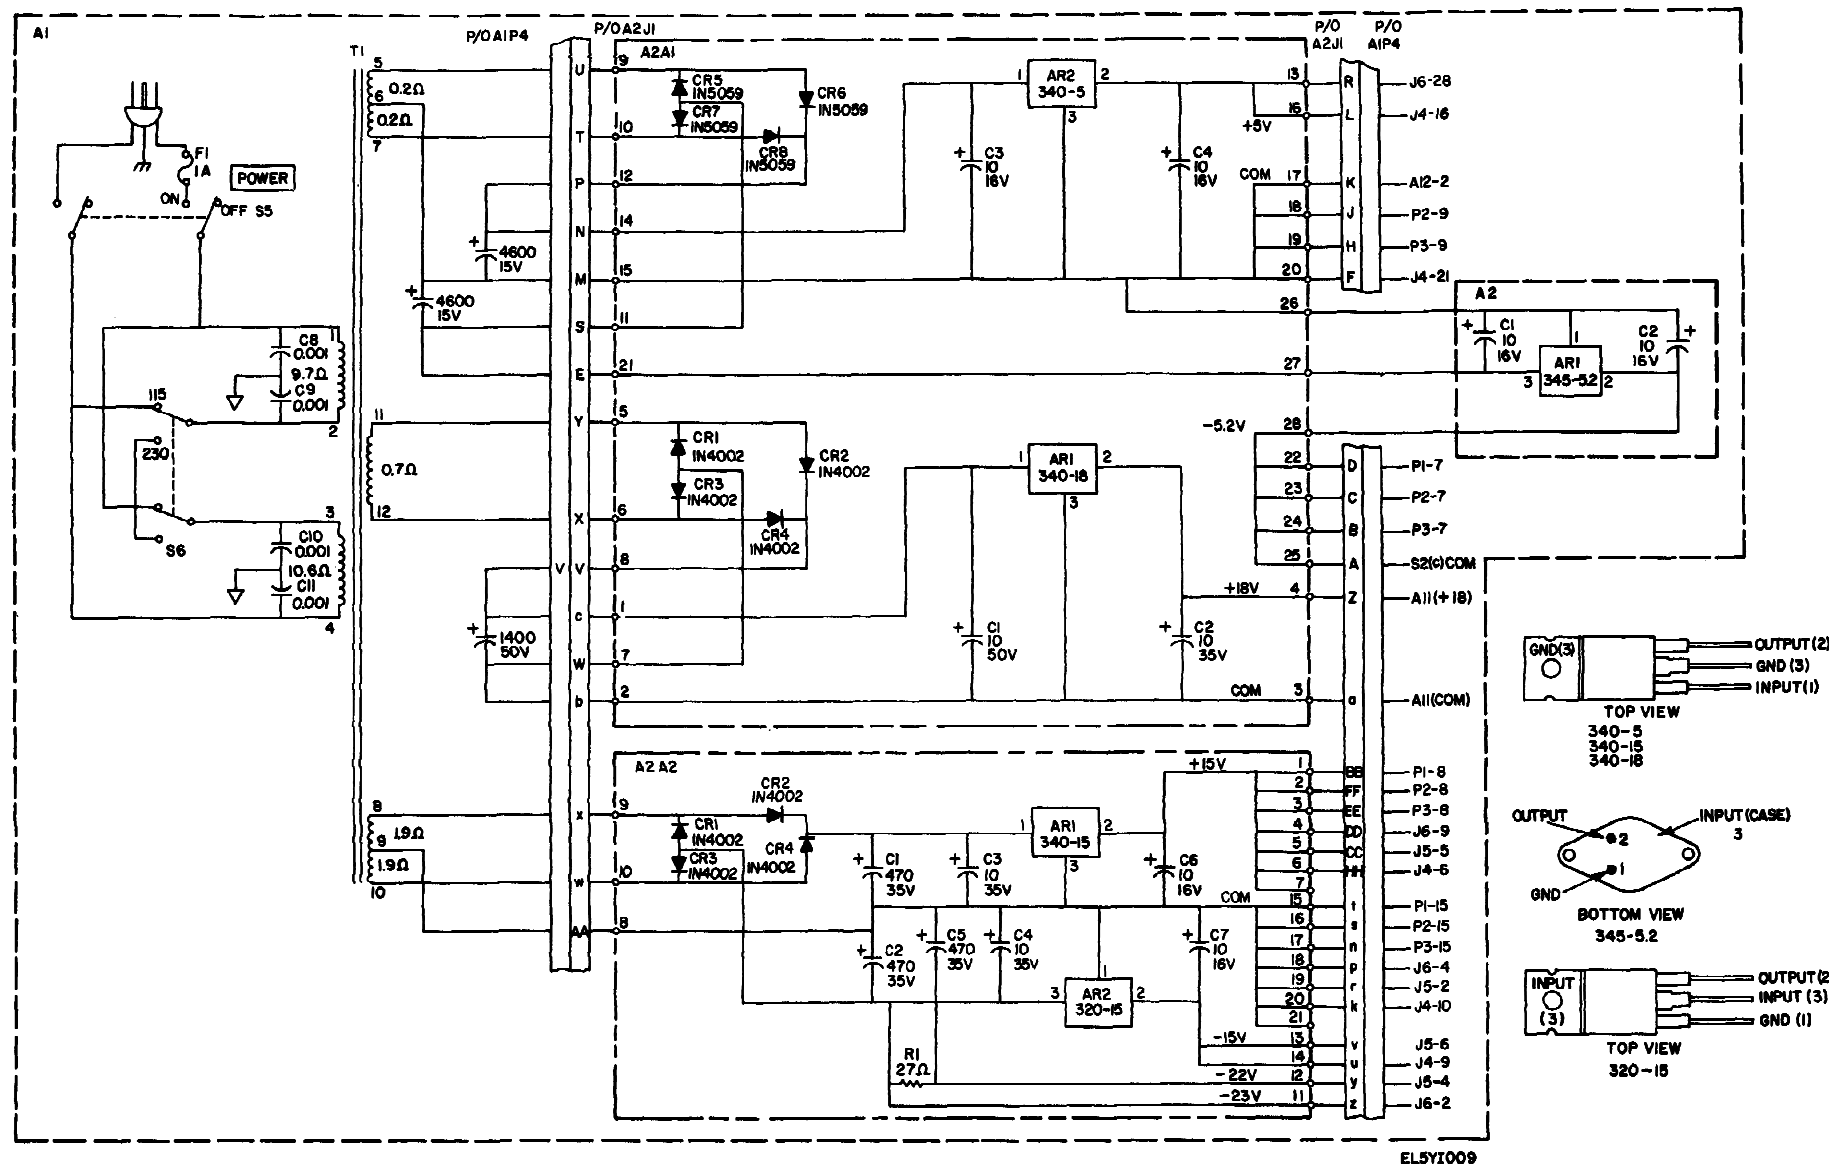 A1
T1
P/O A1P4
P/O A2J1
A2A1
P/O A2J1
P/O A1P4
5
0.2Ω
6
0.2Ω
7
F1
1A
POWER
ON
OFF S5
U
19
CR5
1N5059
CR7
1N5059
CR6
1N5059
T
10
CR8
1N5059
P
12
N
14
+
4600
15V
M
15
+
4600
15V
S
11
E
21
1
AR2
340-5
2
3
+
C3
10
16V
+
C4
10
16V
13
R
J6-28
16
L
J4-16
+5V
COM
17
K
A12-2
18
J
P2-9
19
H
P3-9
20
F
J4-21
26
27
28
-5.2V
A2
+
C1
10
16V
1
AR1
345-5.2
3
2
C2
10
16V
+
C8
0.001
9.7Ω
C9
0.001
1
2
115
230
S6
3
C10
0.001
10.6Ω
C11
0.001
4
11
0.7Ω
12
Y
5
CR1
1N4002
CR3
1N4002
CR2
1N4002
X
6
CR4
1N4002
V
V
8
c
1
+
1400
50V
W
7
b
2
1
AR1
340-18
2
3
+
C1
10
50V
+
C2
10
35V
22
D
P1-7
23
C
P2-7
24
B
P3-7
25
A
S2(C)COM
+18V
4
Z
A11(+18)
COM
3
a
A11(COM)
GND(3)
OUTPUT(2)
GND(3)
INPUT(1)
TOP VIEW
340-5
340-15
340-18
8
1.9Ω
9
1.9Ω
10
A2A2
x
9
CR2
1N4002
CR1
1N4002
CR3
1N4002
CR4
1N4002
w
10
AA
8
+
C1
470
35V
+
C3
10
35V
1
AR1
340-15
2
3
+
C6
10
16V
+
C2
470
35V
+
C5
470
35V
+
C4
10
35V
1
3
AR2
320-15
2
+
C7
10
16V
R1
27Ω
+15V
1
BB
P1-8
2
FF
P2-8
3
EE
P3-8
4
DD
J6-9
5
CC
J5-5
6
HH
J4-6
7
COM
15
t
P1-15
16
s
P2-15
17
n
P3-15
18
p
J6-4
19
r
J5-2
20
k
J4-10
21
-15V
13
v
J5-6
14
u
J4-9
-22V
12
y
J5-4
-23V
11
z
J6-2
OUTPUT
2
INPUT(CASE)
3
GND
1
BOTTOM VIEW
345-5.2
INPUT
(3)
OUTPUT(2
INPUT(3)
GND(1)
TOP VIEW
320-15
EL5YI009